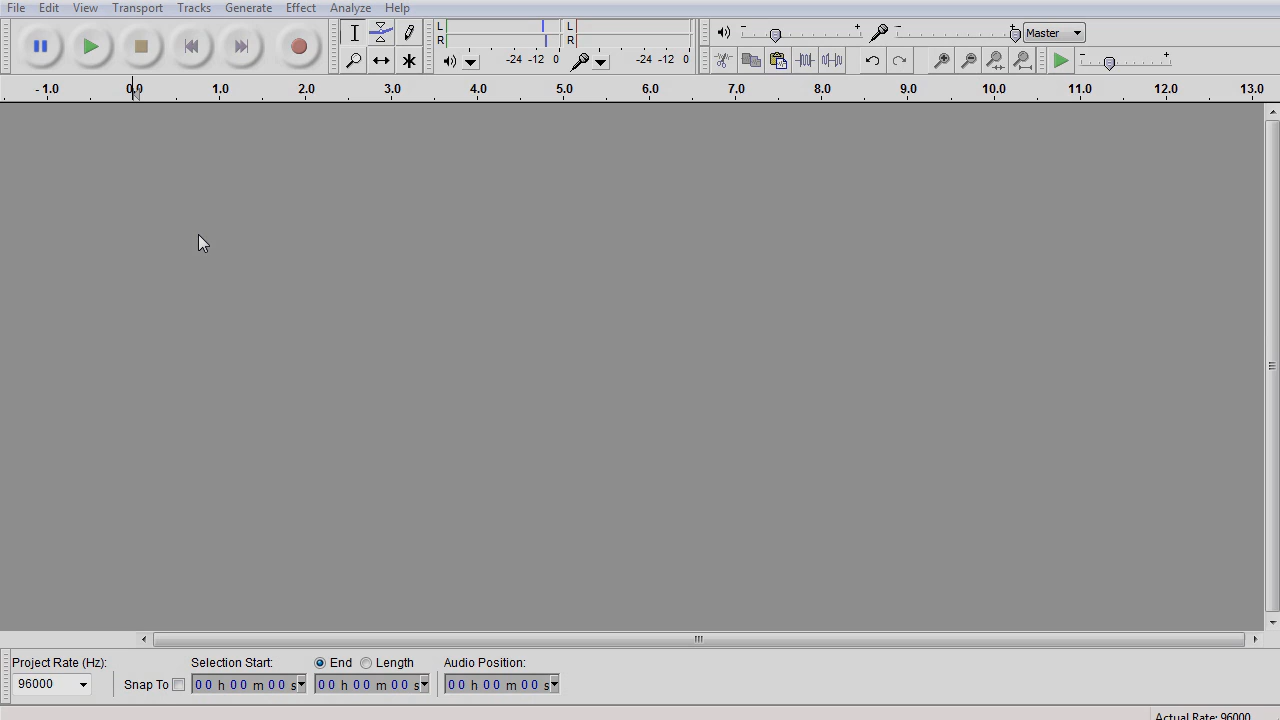 File Edit View Transport Tracks Generate Effect Analyze Help
L
R
L
R
-24 -12 0
-24 -12 0
- +
- +
Master
- +
- 1.0 0.0 1.0 2.0 3.0 4.0 5.0 6.0 7.0 8.0 9.0 10.0 11.0 12.0 13.0
Project Rate (Hz):
96000
Snap To
Selection Start:
End
Length
Audio Position:
00 h 00 m 00 s
00 h 00 m 00 s
00 h 00 m 00 s
Actual Rate: 96000